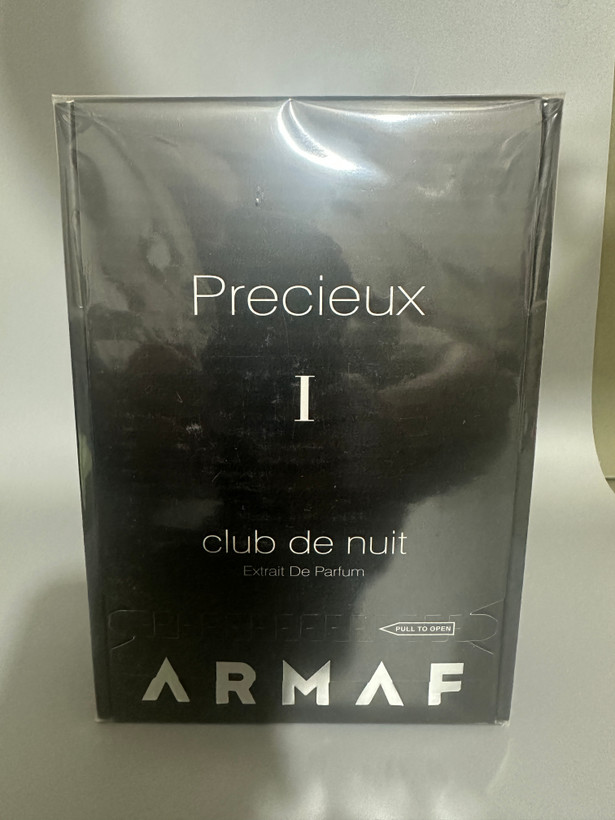 Precieux
I
club de nuit
Extrait De Parfum
PULL TO OPEN
ARMAF